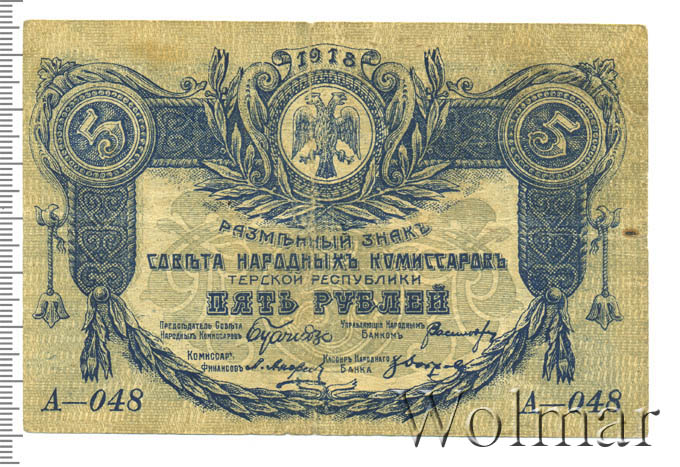 1918
5 5
РАЗМѢННЫЙ ЗНАКЪ
СОВѢТА НАРОДНЫХЪ КОМИССАРОВЪ
ТЕРСКОЙ РЕСПУБЛИКИ
ПЯТЬ РУБЛЕЙ
ПРЕДСѢДАТЕЛЬ СОВѢТА
НАРОДНЫХЪ КОМИССАРОВЪ
УПРАВЛЯЮЩІЙ НАРОДНЫМЪ
БАНКОМЪ
КОМИССАРЪ
ФИНАНСОВЪ
КАССИРЪ НАРОДНАГО
БАНКА
А—048 А—048
Wolmar